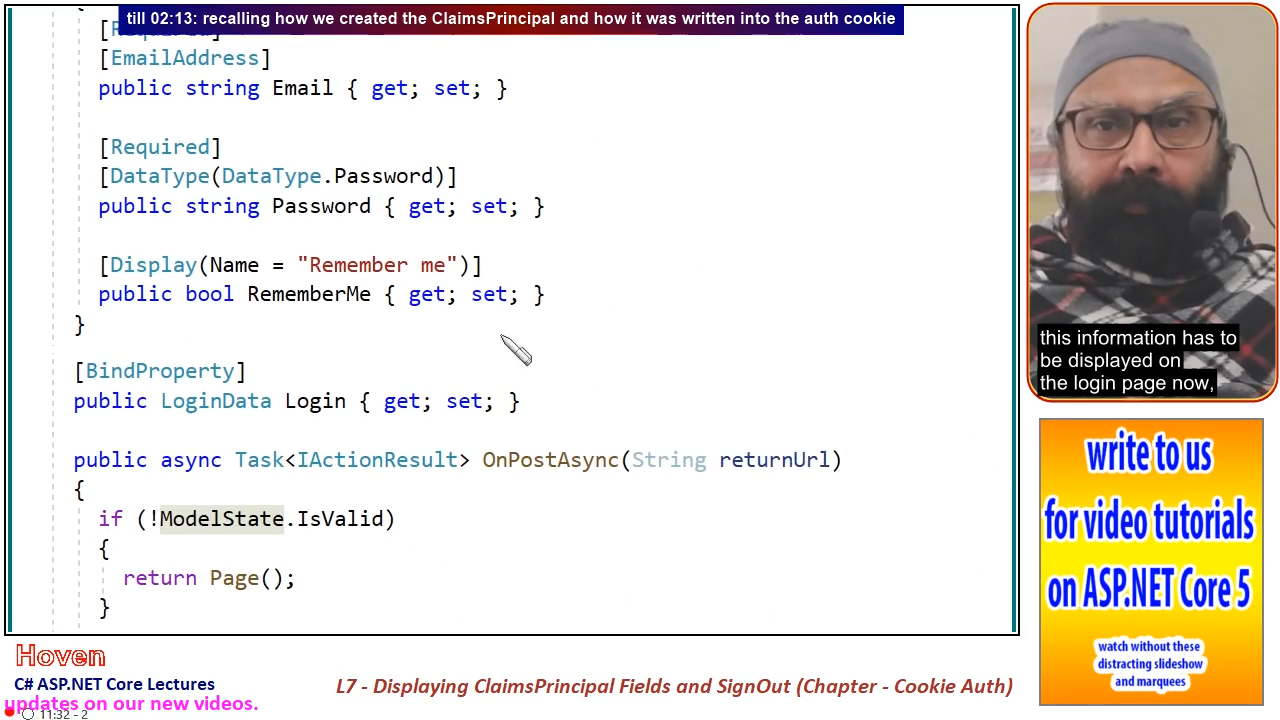 till 02:13: recalling how we created the ClaimsPrincipal and how it was written into the auth cookie
[EmailAddress]
public string Email { get; set; }
[Required]
[DataType(DataType.Password)]
public string Password { get; set; }
[Display(Name = "Remember me")]
public bool RememberMe { get; set; }
}
[BindProperty]
public LoginData Login { get; set; }
public async Task<IActionResult> OnPostAsync(String returnUrl)
{
if (!ModelState.IsValid)
{
return Page();
}
this information has to
be displayed on
the login page now,
write to us
for video tutorials
on ASP.NET Core 5
watch without these
distracting slideshow
and marquees
Hoven
C# ASP.NET Core Lectures
L7 - Displaying ClaimsPrincipal Fields and SignOut (Chapter - Cookie Auth)
updates on our new videos.
11:32 - 2